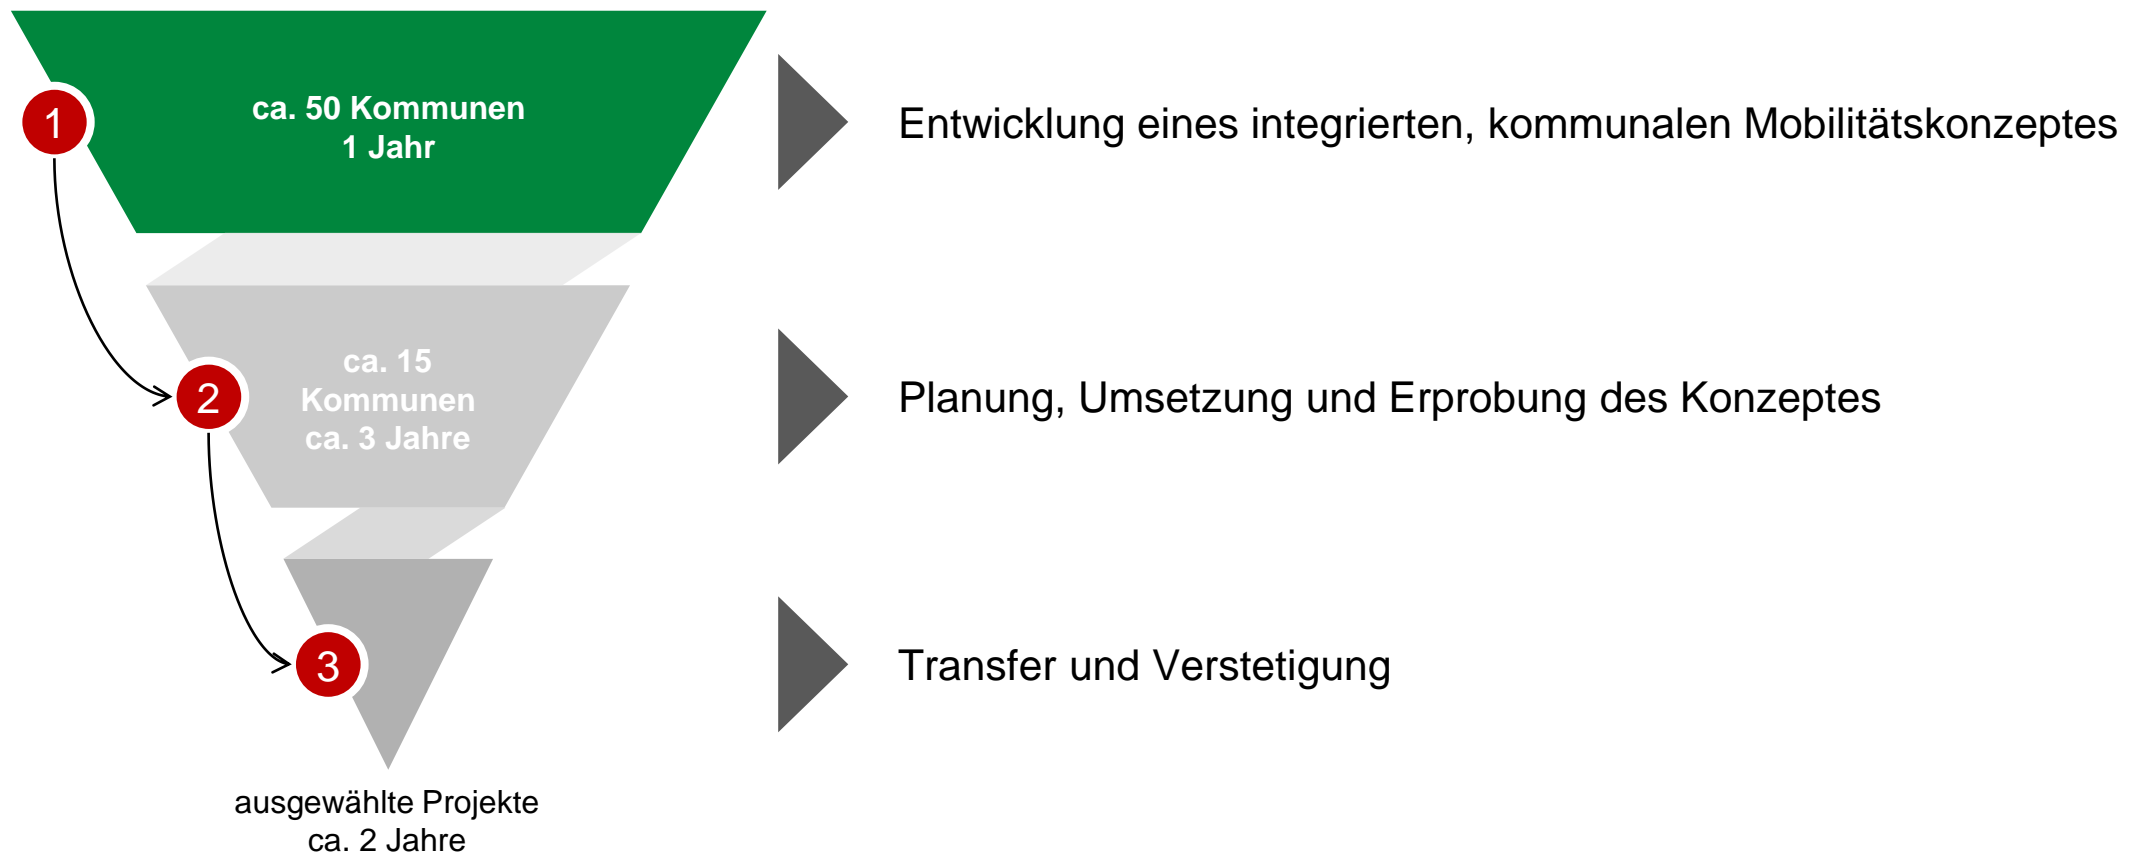 1
ca. 50 Kommunen
1 Jahr
Entwicklung eines integrierten, kommunalen Mobilitätskonzeptes
2
ca. 15
Kommunen
ca. 3 Jahre
Planung, Umsetzung und Erprobung des Konzeptes
3
Transfer und Verstetigung
ausgewählte Projekte
ca. 2 Jahre